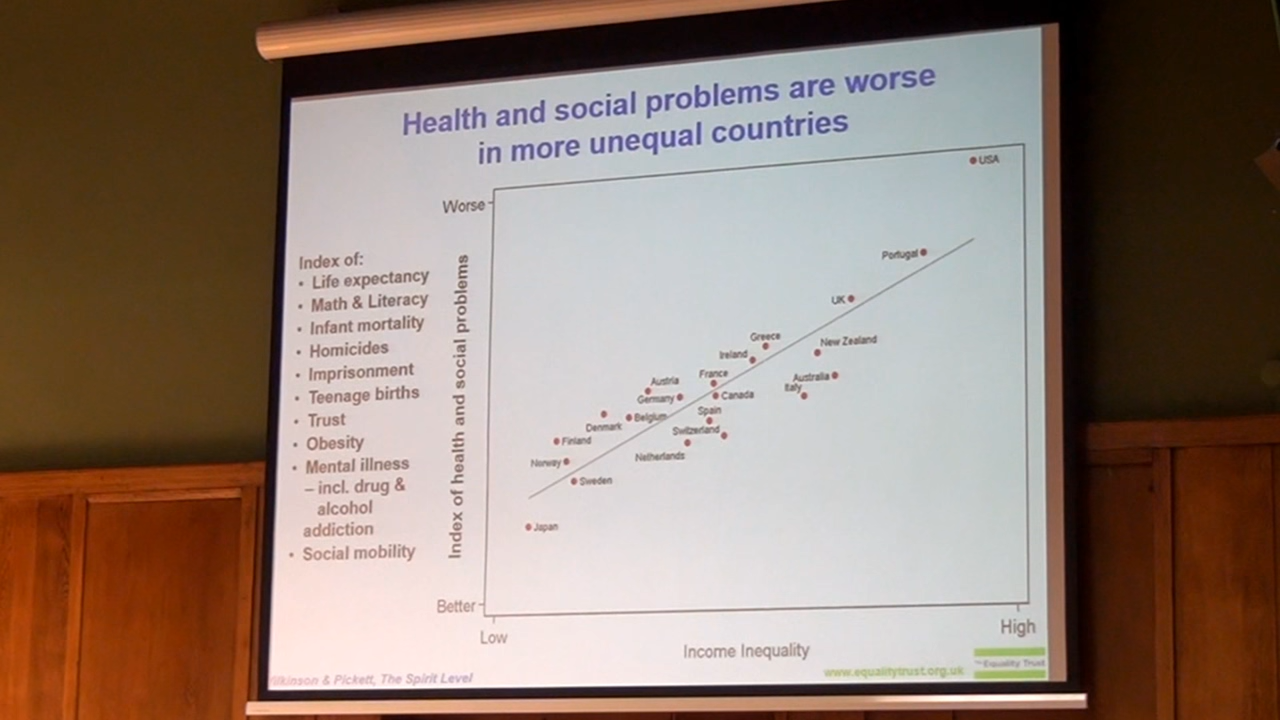 Health and social problems are worse
in more unequal countries
Index of:
• Life expectancy
• Math & Literacy
• Infant mortality
• Homicides
• Imprisonment
• Teenage births
• Trust
• Obesity
• Mental illness
– incl. drug &
alcohol
addiction
• Social mobility
Index of health and social problems
Worse
Better
USA
Portugal
UK
Greece
New Zealand
Ireland
France
Australia
Austria
Italy
Germany
Canada
Spain
Belgium
Denmark
Switzerland
Finland
Netherlands
Norway
Sweden
Japan
Low
High
Income Inequality
Wilkinson & Pickett, The Spirit Level
www.equalitytrust.org.uk
The Equality Trust